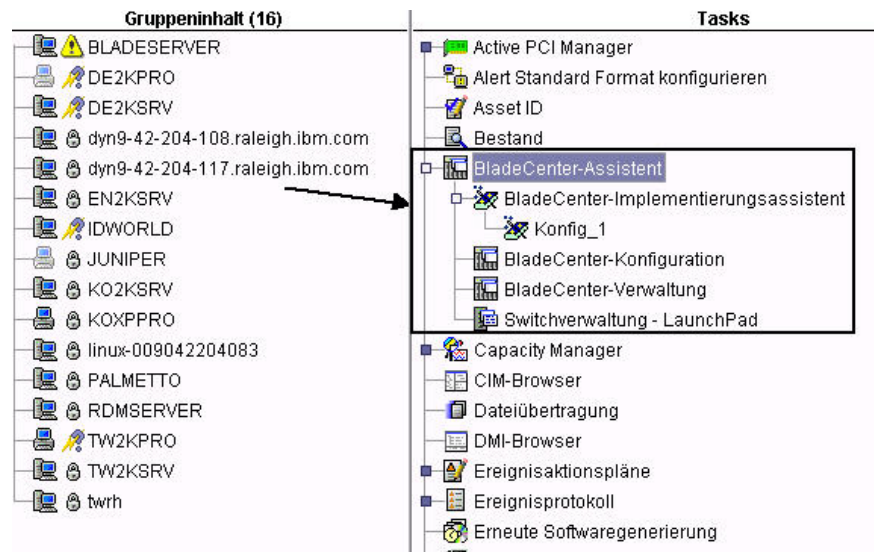 Gruppeninhalt (16)
BLADESERVER
DE2KPRO
DE2KSRV
dyn9-42-204-108.raleigh.ibm.com
dyn9-42-204-117.raleigh.ibm.com
EN2KSRV
IDWORLD
JUNIPER
KO2KSRV
KOXPPRO
linux-009042204083
PALMETTO
RDMSERVER
TW2KPRO
TW2KSRV
twrh
Tasks
Active PCI Manager
Alert Standard Format konfigurieren
Asset ID
Bestand
BladeCenter-Assistent
BladeCenter-Implementierungsassistent
Konfig_1
BladeCenter-Konfiguration
BladeCenter-Verwaltung
Switchverwaltung - LaunchPad
Capacity Manager
CIM-Browser
Dateiübertragung
DMI-Browser
Ereignisaktionspläne
Ereignisprotokoll
Erneute Softwaregenerierung